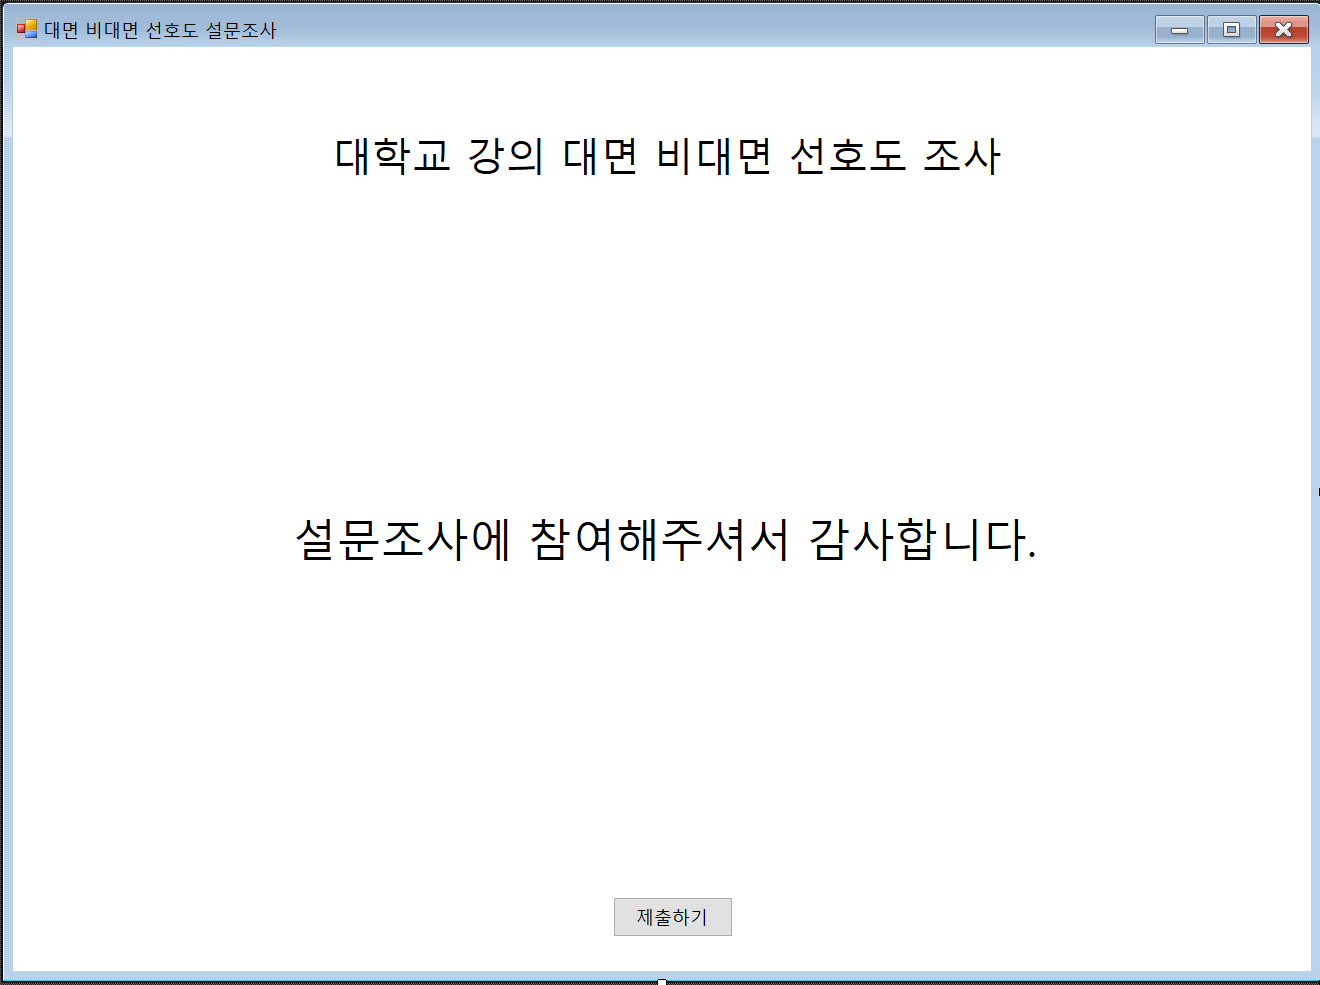 대면 비대면 선호도 설문조사
대학교 강의 대면 비대면 선호도 조사
설문조사에 참여해주셔서 감사합니다.
제출하기